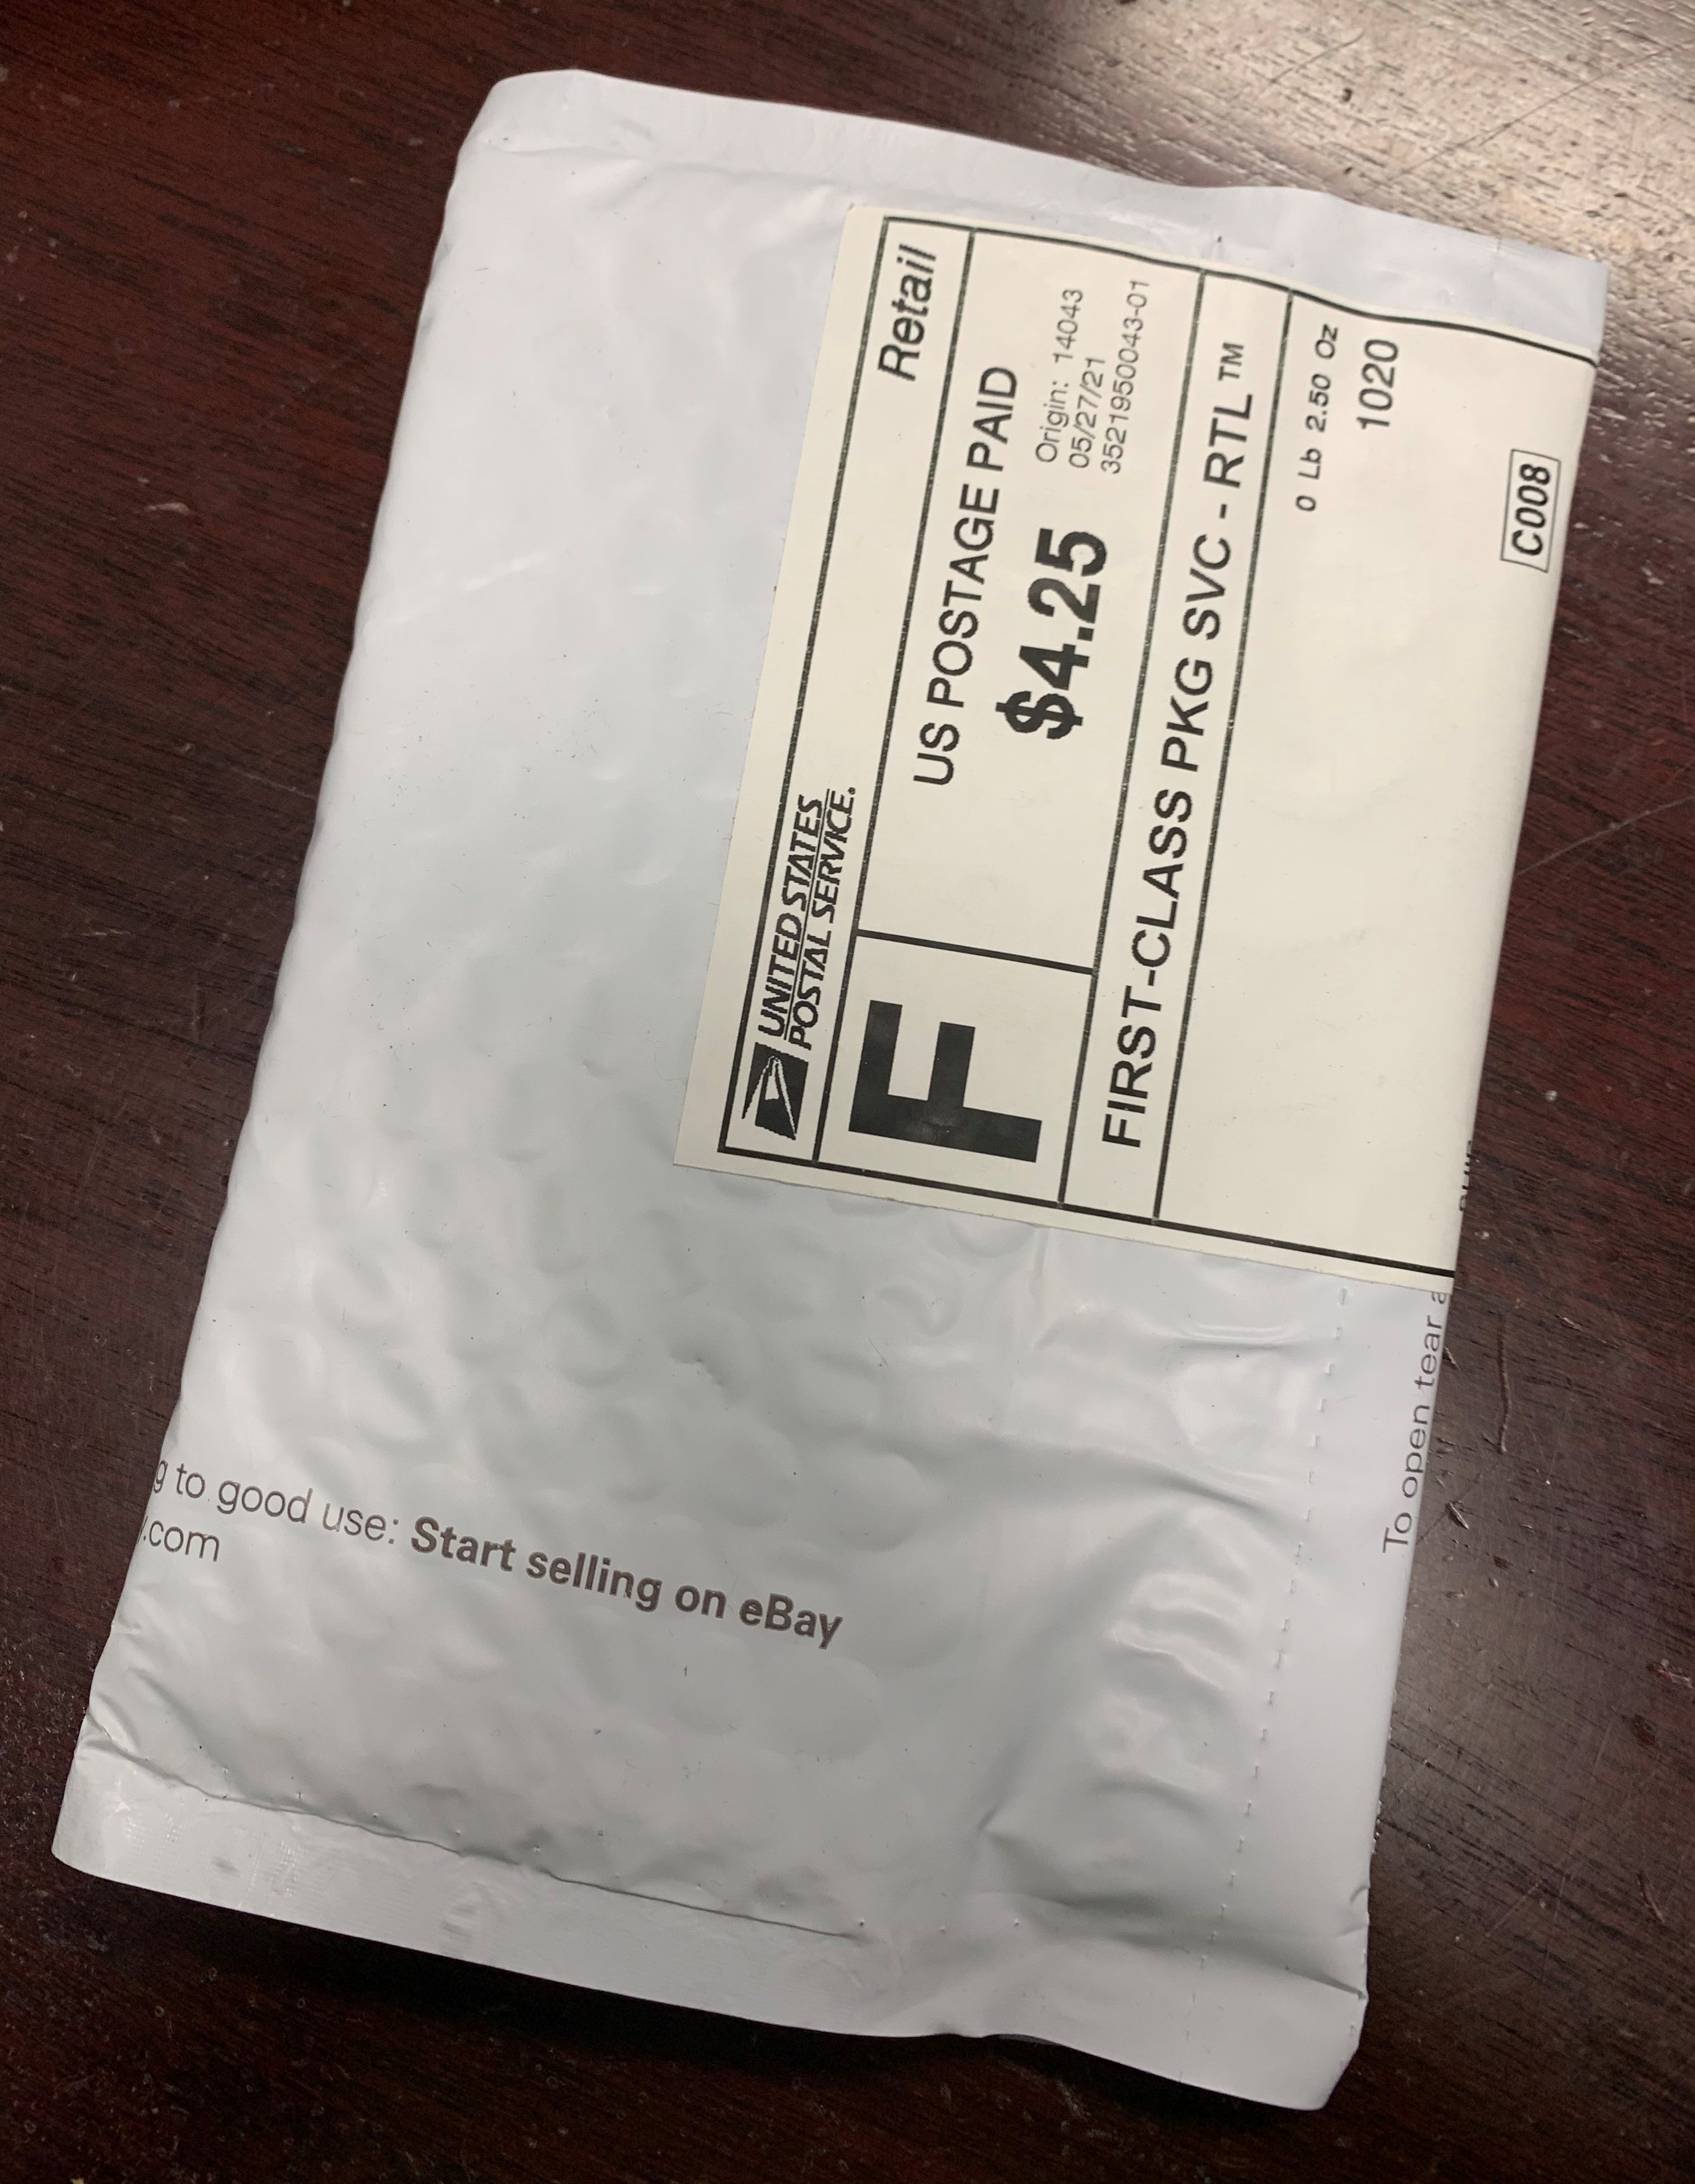 UNITED STATES
POSTAL SERVICE.
Retail
F
US POSTAGE PAID
$4.25
Origin: 14043
05/27/21
3521950043-01
FIRST-CLASS PKG SVC - RTL™
0 Lb 2.50 Oz
1020
C008
To open tear a
g to good use: Start selling on eBay
.com